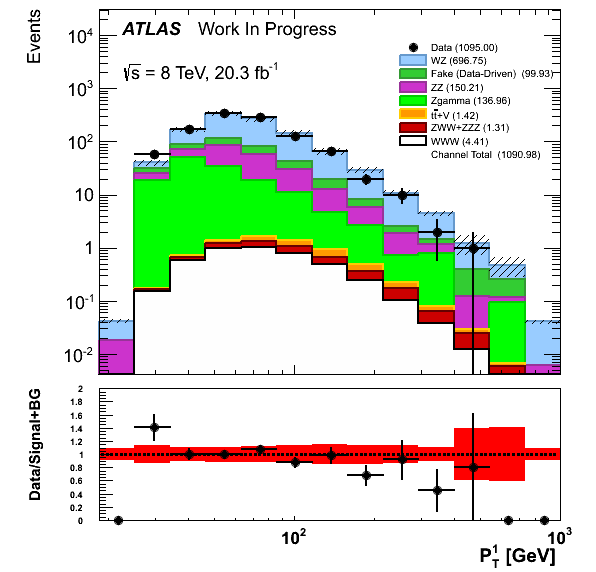 Events
ATLAS Work In Progress
√s = 8 TeV, 20.3 fb⁻¹
Data (1095.00)
WZ (696.75)
Fake (Data-Driven) (99.93)
ZZ (150.21)
Zgamma (136.96)
tt̄+V (1.42)
ZWW+ZZZ (1.31)
WWW (4.41)
Channel Total (1090.98)
10⁴
10³
10²
10
1
10⁻¹
10⁻²
Data/Signal+BG
2
1.8
1.6
1.4
1.2
1
0.8
0.6
0.4
0.2
0
10² 10³
P¹_T [GeV]